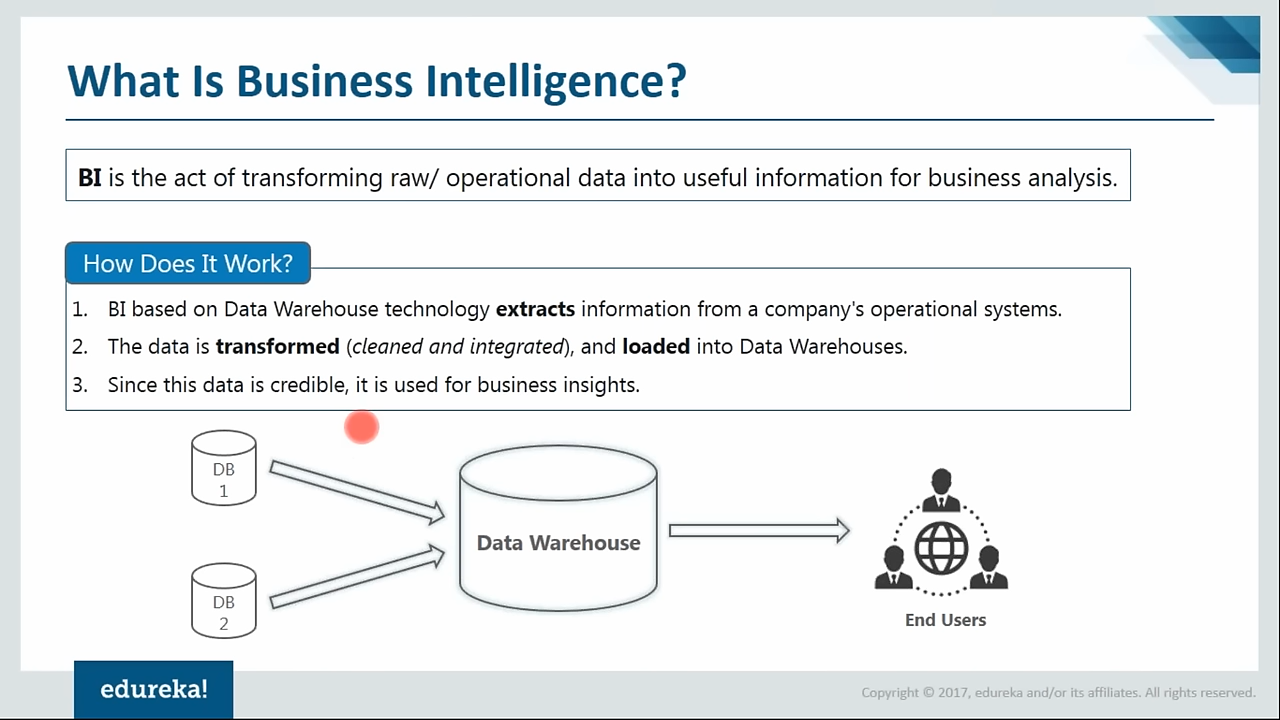 What Is Business Intelligence?
BI is the act of transforming raw/ operational data into useful information for business analysis.
How Does It Work?
1. BI based on Data Warehouse technology extracts information from a company's operational systems.
2. The data is transformed (cleaned and integrated), and loaded into Data Warehouses.
3. Since this data is credible, it is used for business insights.
DB
1
Data Warehouse
DB
2
End Users
edureka!
Copyright © 2017, edureka and/or its affiliates. All rights reserved.